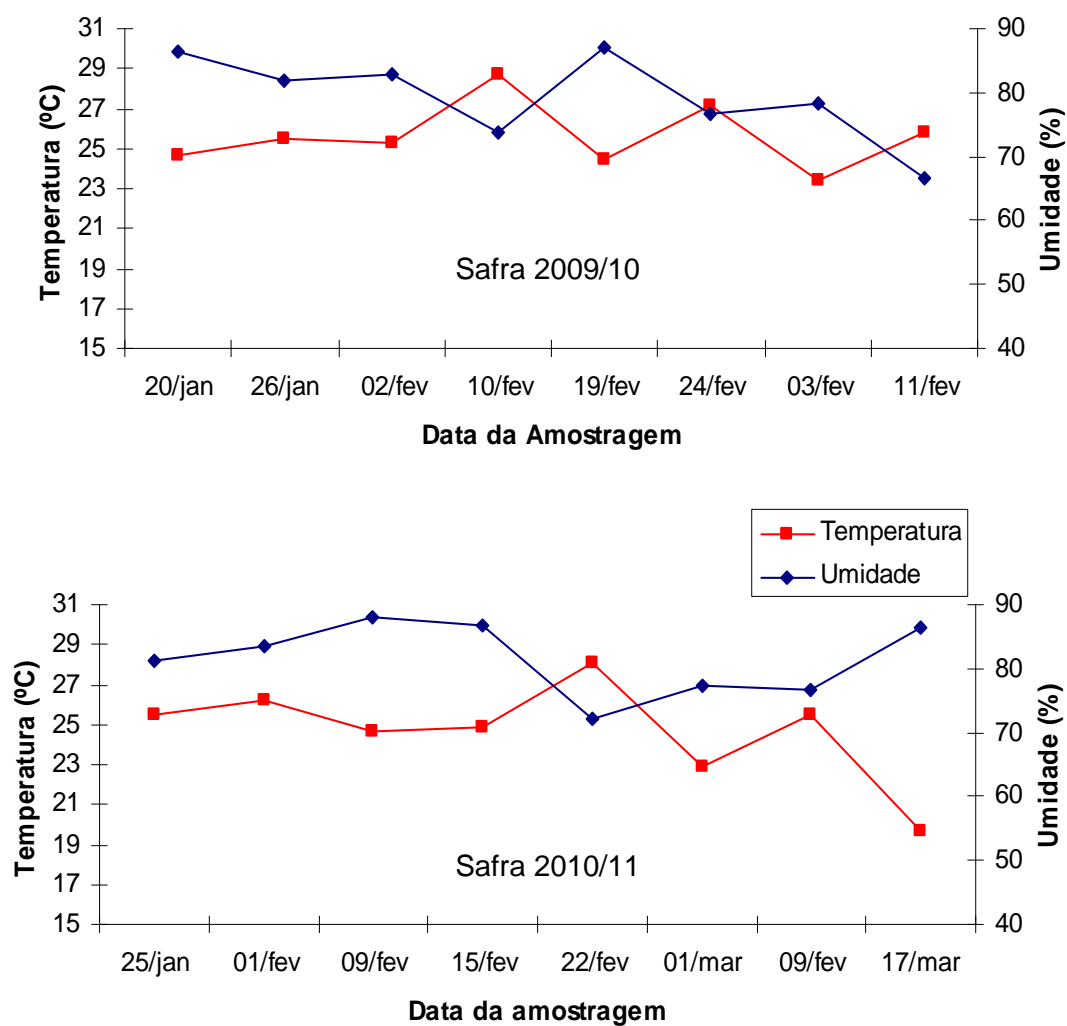 31
29
27
25
23
21
19
17
15
Temperatura (ºC)
90
80
70
60
50
40
Umidade (%)
Safra 2009/10
20/jan 26/jan 02/fev 10/fev 19/fev 24/fev 03/fev 11/fev
Data da Amostragem
Temperatura
Umidade
31
29
27
25
23
21
19
17
15
Temperatura (ºC)
90
80
70
60
50
40
Umidade (%)
Safra 2010/11
25/jan 01/fev 09/fev 15/fev 22/fev 01/mar 09/fev 17/mar
Data da amostragem